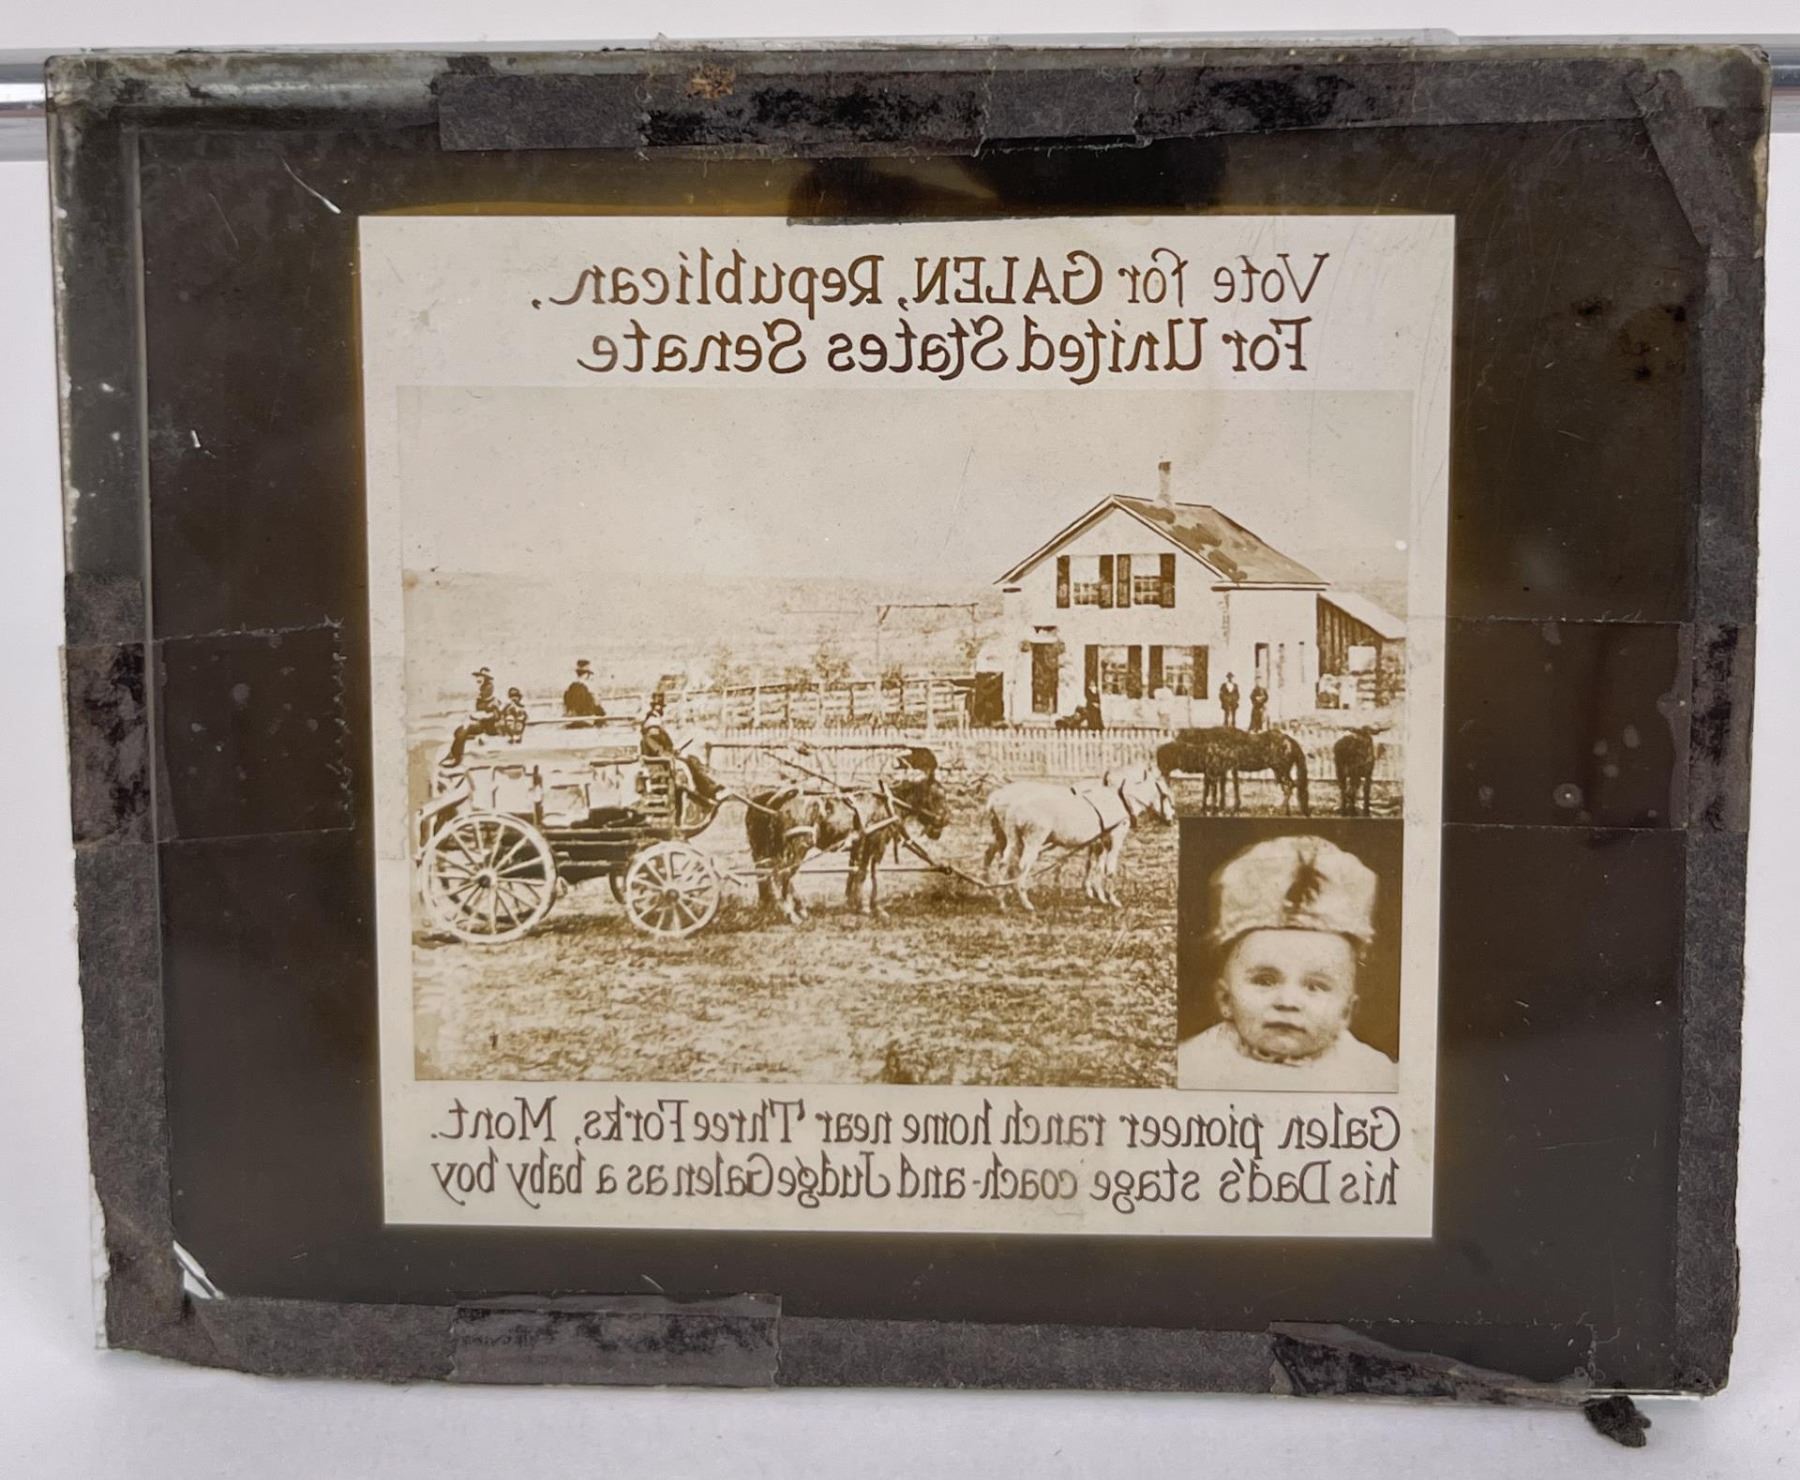 Vote for GALEN, Republican,
For United States Senate
Galen pioneer ranch home near Three Forks, Mont.
his Dad's stage coach-and Judge Galen as a baby boy